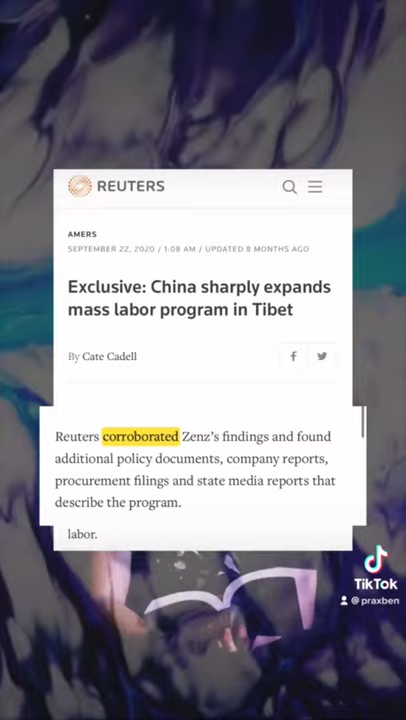 REUTERS
AMERS
SEPTEMBER 22, 2020 / 1:08 AM / UPDATED 8 MONTHS AGO
Exclusive: China sharply expands
mass labor program in Tibet
By Cate Cadell
Reuters corroborated Zenz's findings and found
additional policy documents, company reports,
procurement filings and state media reports that
describe the program.
labor.
TikTok
@praxben